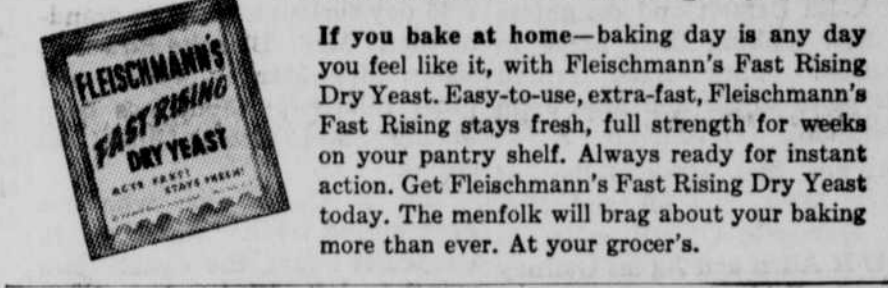 FLEISCHMANN'S
FAST RISING
DRY YEAST
ACTS FAST!
STAYS FRESH!
If you bake at home—baking day is any day
you feel like it, with Fleischmann's Fast Rising
Dry Yeast. Easy-to-use, extra-fast, Fleischmann's
Fast Rising stays fresh, full strength for weeks
on your pantry shelf. Always ready for instant
action. Get Fleischmann's Fast Rising Dry Yeast
today. The menfolk will brag about your baking
more than ever. At your grocer's.